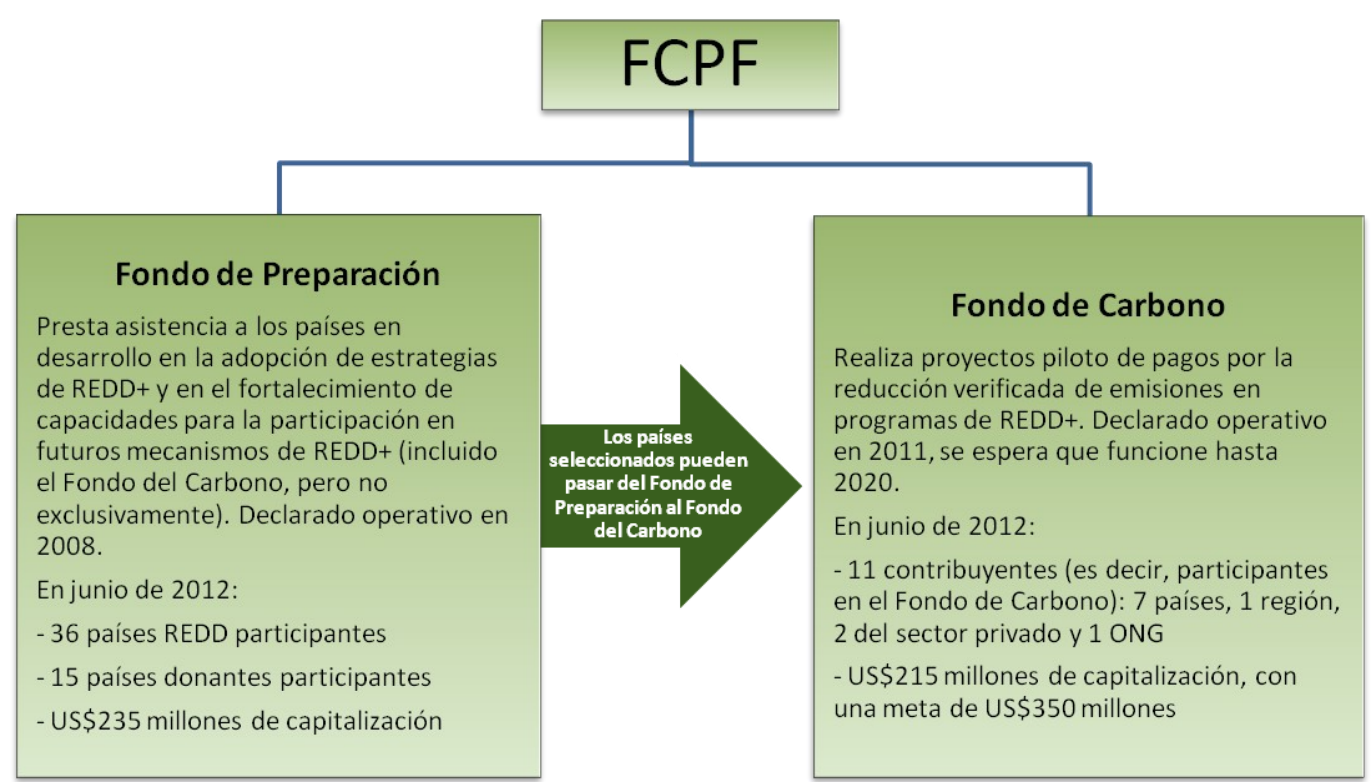 FCPF
Fondo de Preparación
Presta asistencia a los países en
desarrollo en la adopción de estrategias
de REDD+ y en el fortalecimiento de
capacidades para la participación en
futuros mecanismos de REDD+ (incluido
el Fondo del Carbono, pero no
exclusivamente). Declarado operativo en
2008.
En junio de 2012:
- 36 países REDD participantes
- 15 países donantes participantes
- US$235 millones de capitalización
Los países
seleccionados pueden
pasar del Fondo de
Preparación al Fondo
del Carbono
Fondo de Carbono
Realiza proyectos piloto de pagos por la
reducción verificada de emisiones en
programas de REDD+. Declarado operativo
en 2011, se espera que funcione hasta
2020.
En junio de 2012:
- 11 contribuyentes (es decir, participantes
en el Fondo de Carbono): 7 países, 1 región,
2 del sector privado y 1 ONG
- US$215 millones de capitalización, con
una meta de US$350 millones